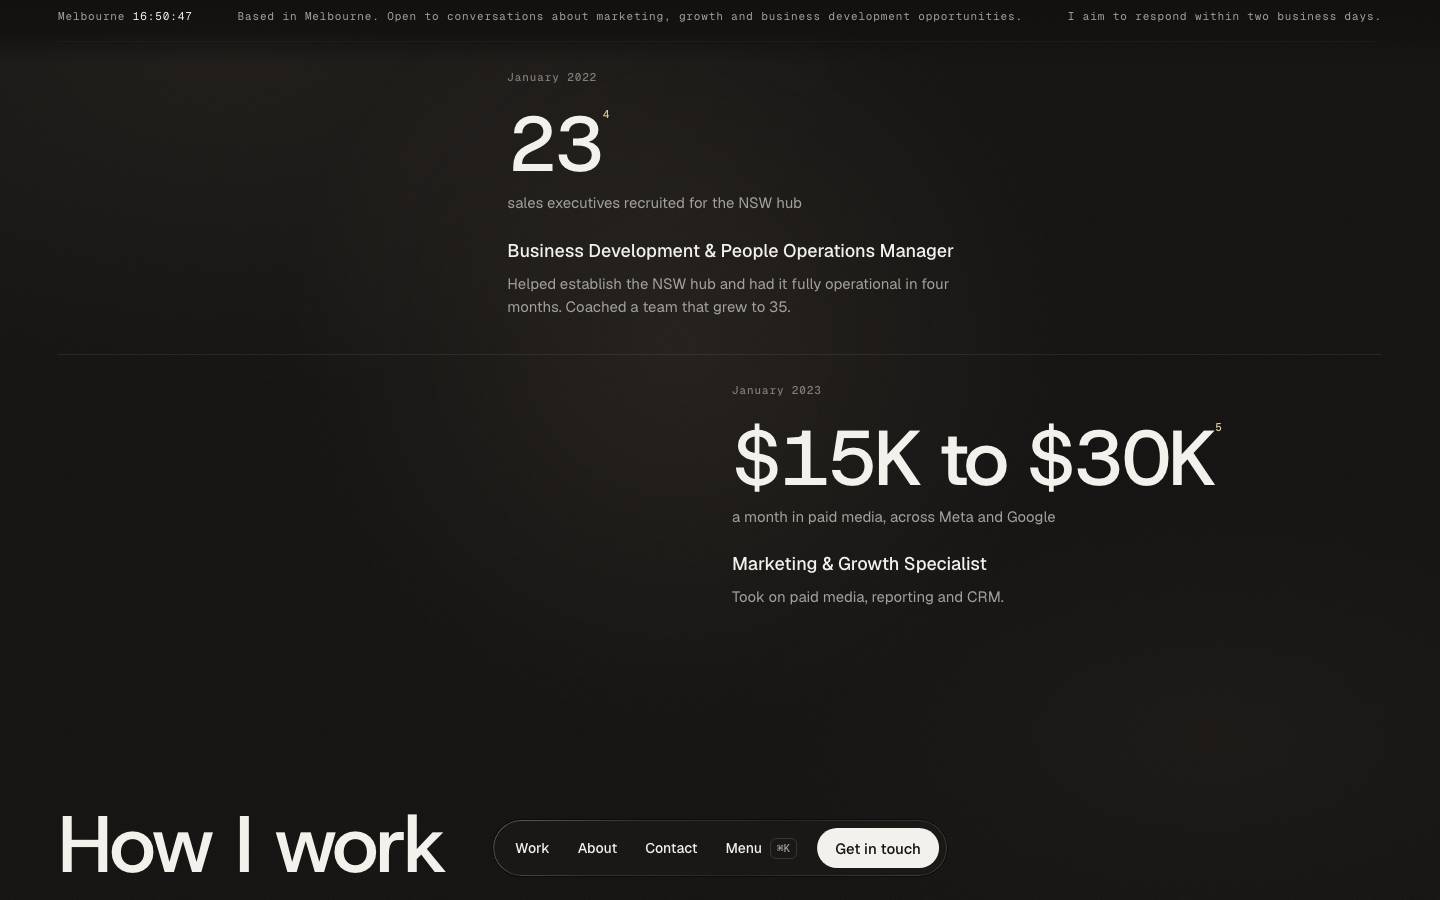 Melbourne 16:50:47
Based in Melbourne. Open to conversations about marketing, growth and business development opportunities.
I aim to respond within two business days.
January 2022
23 4
sales executives recruited for the NSW hub
Business Development & People Operations Manager
Helped establish the NSW hub and had it fully operational in four
months. Coached a team that grew to 35.
January 2023
$15K to $30K 5
a month in paid media, across Meta and Google
Marketing & Growth Specialist
Took on paid media, reporting and CRM.
How I work
Work About Contact Menu ⌘K Get in touch